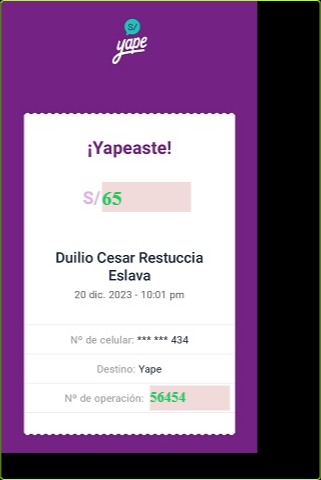 S/
yape
¡Yapeaste!
S/65
Duilio Cesar Restuccia
Eslava
20 dic. 2023 - 10:01 pm
Nº de celular: *** *** 434
Destino: Yape
Nº de operación: 56454